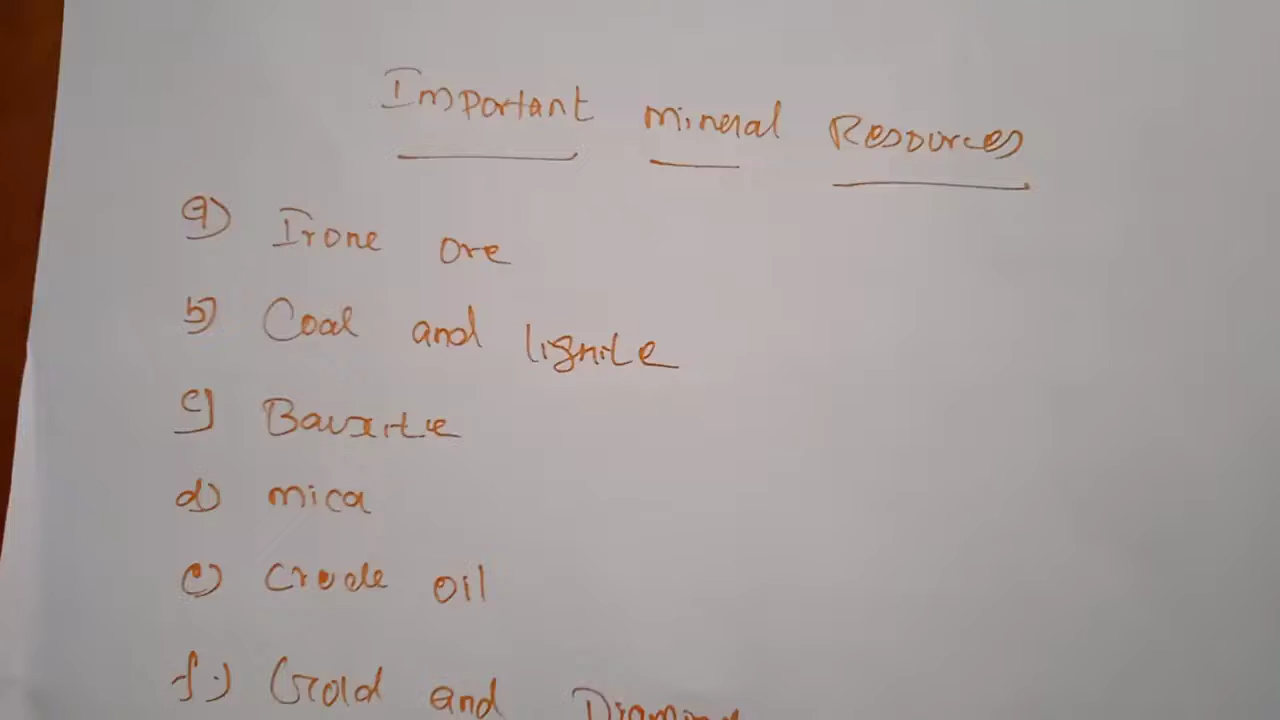 Important Mineral Resources
a) Irone ore
b) Coal and lignite
c) Bauxite
d) mica
e) Crude oil
f.) Gold and